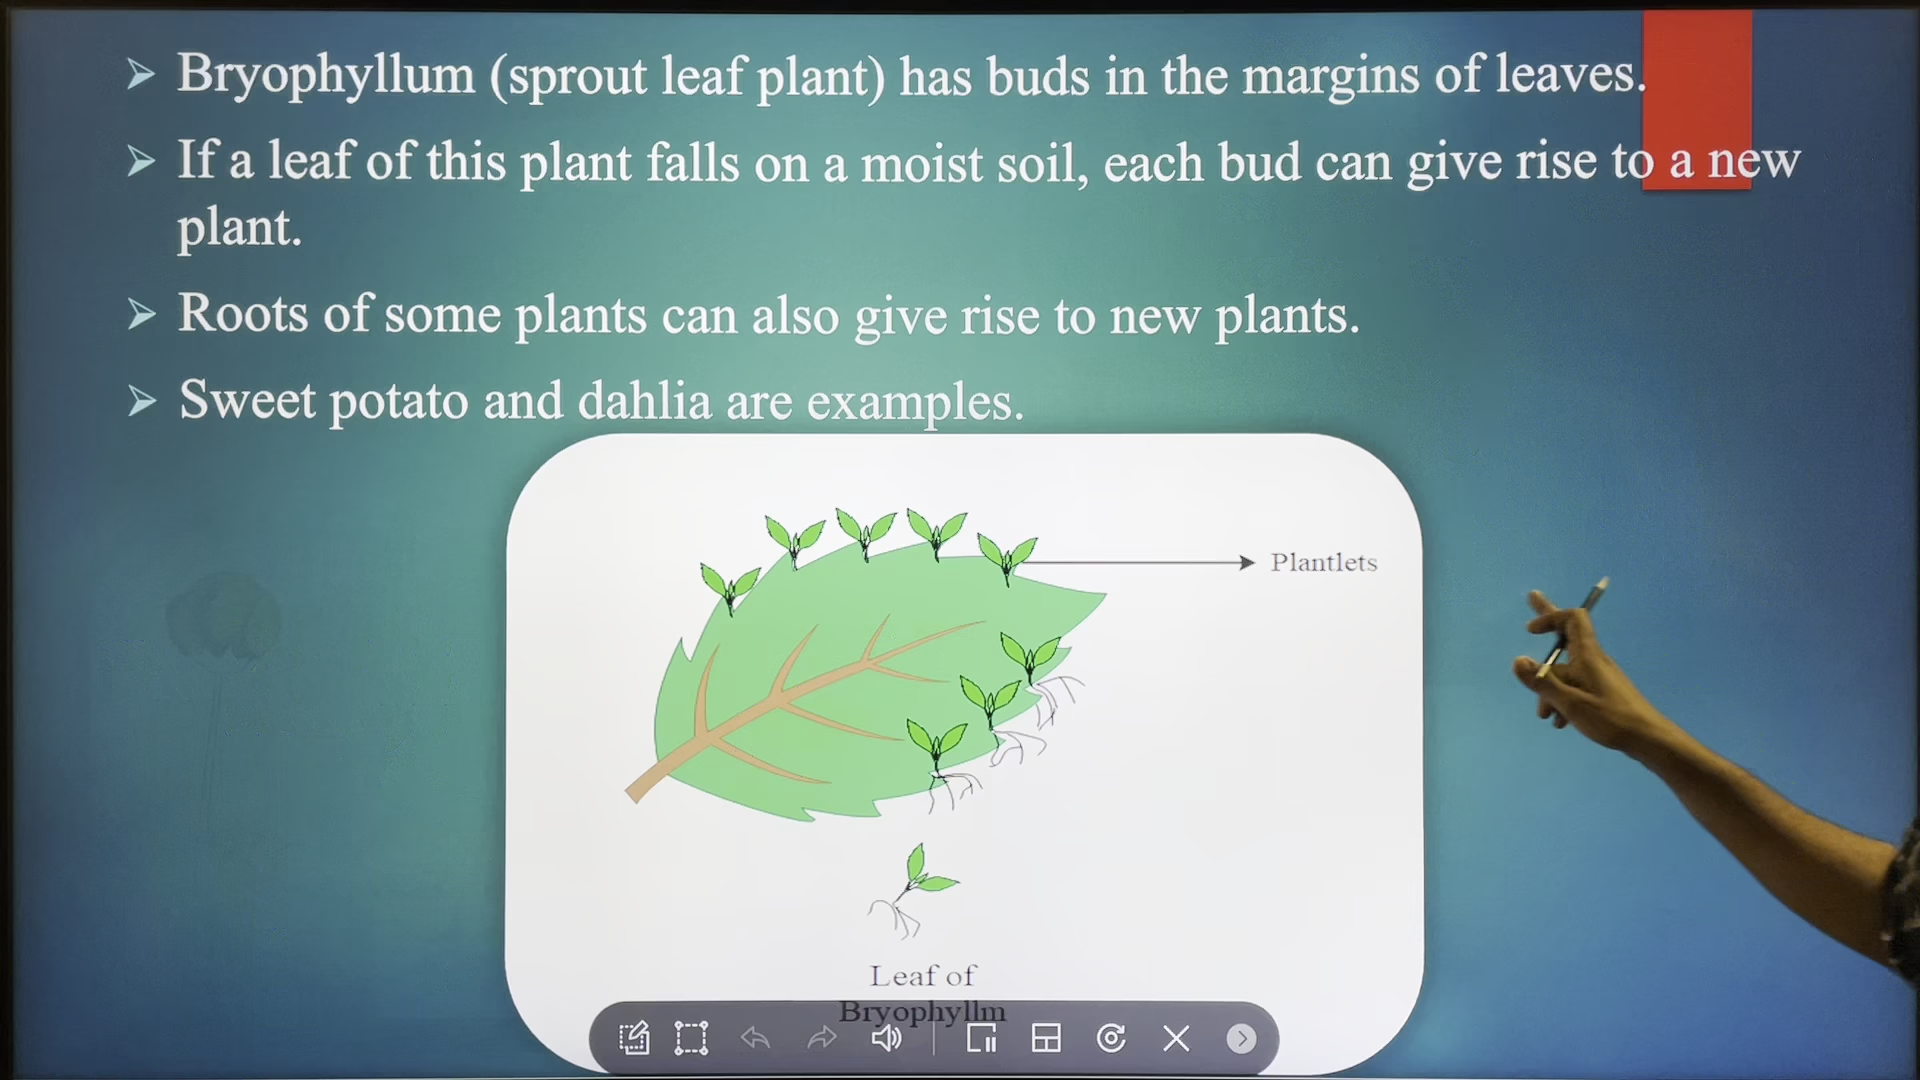 Bryophyllum (sprout leaf plant) has buds in the margins of leaves.
If a leaf of this plant falls on a moist soil, each bud can give rise to a new
plant.
Roots of some plants can also give rise to new plants.
Sweet potato and dahlia are examples.
Plantlets
Leaf of
Bryophyllm